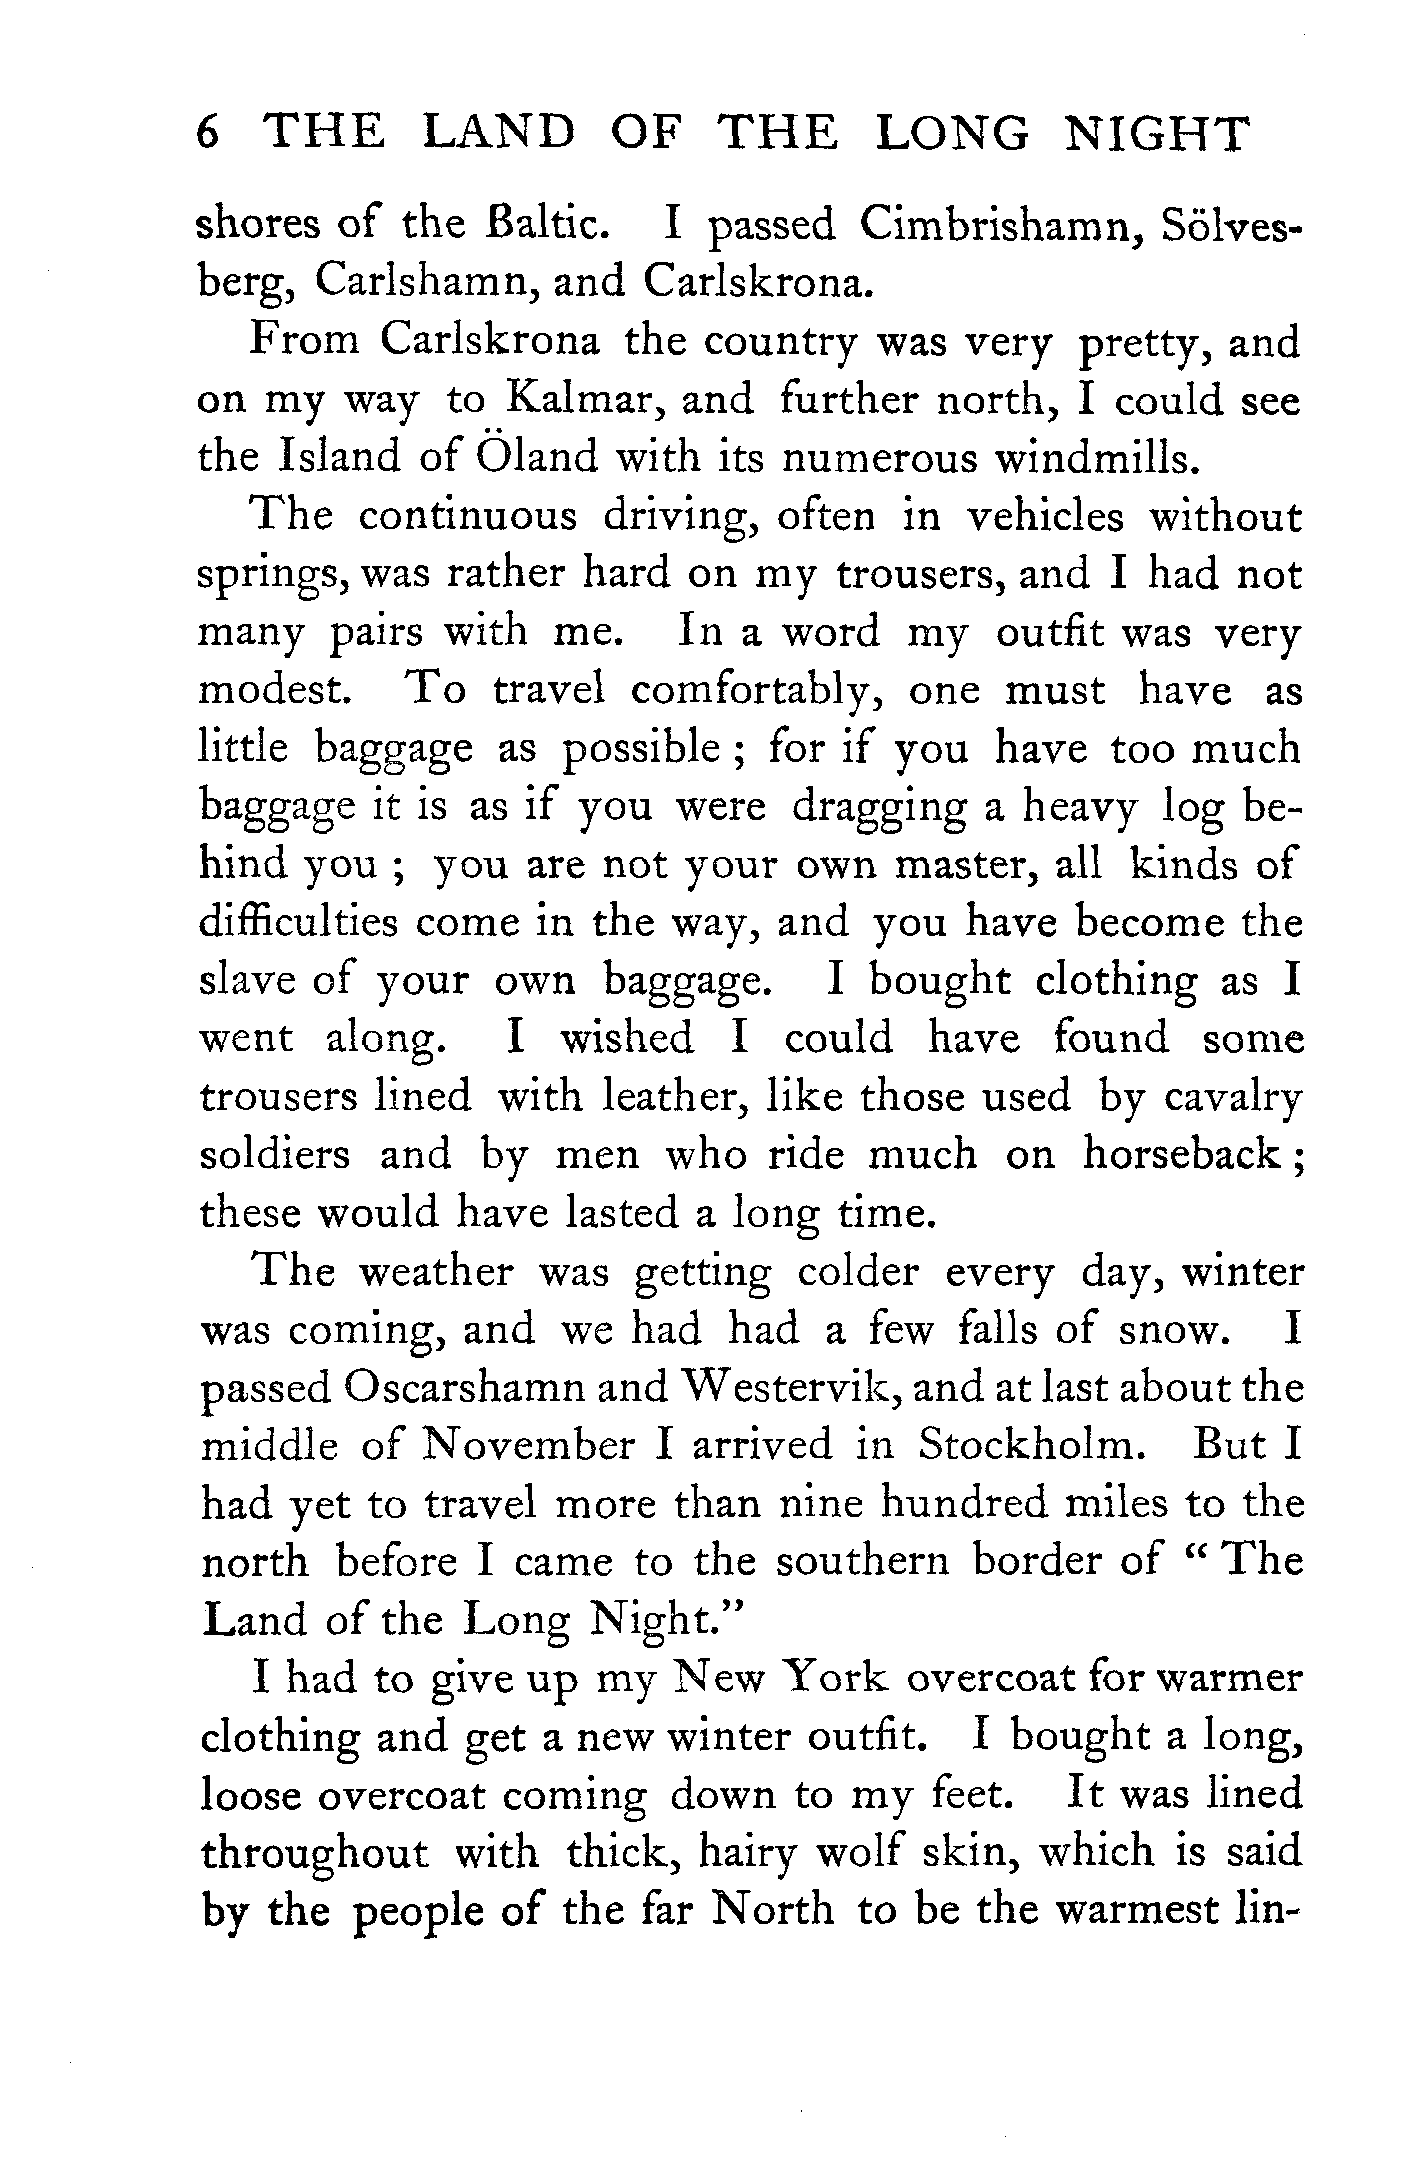 6 THE LAND OF THE LONG NIGHT
shores of the Baltic. I passed Cimbrishamn, Sölves-
berg, Carlshamn, and Carlskrona.
From Carlskrona the country was very pretty, and
on my way to Kalmar, and further north, I could see
the Island of Öland with its numerous windmills.
The continuous driving, often in vehicles without
springs, was rather hard on my trousers, and I had not
many pairs with me. In a word my outfit was very
modest. To travel comfortably, one must have as
little baggage as possible ; for if you have too much
baggage it is as if you were dragging a heavy log be-
hind you ; you are not your own master, all kinds of
difficulties come in the way, and you have become the
slave of your own baggage. I bought clothing as I
went along. I wished I could have found some
trousers lined with leather, like those used by cavalry
soldiers and by men who ride much on horseback ;
these would have lasted a long time.
The weather was getting colder every day, winter
was coming, and we had had a few falls of snow. I
passed Oscarshamn and Westervik, and at last about the
middle of November I arrived in Stockholm. But I
had yet to travel more than nine hundred miles to the
north before I came to the southern border of “ The
Land of the Long Night.”
I had to give up my New York overcoat for warmer
clothing and get a new winter outfit. I bought a long,
loose overcoat coming down to my feet. It was lined
throughout with thick, hairy wolf skin, which is said
by the people of the far North to be the warmest lin-